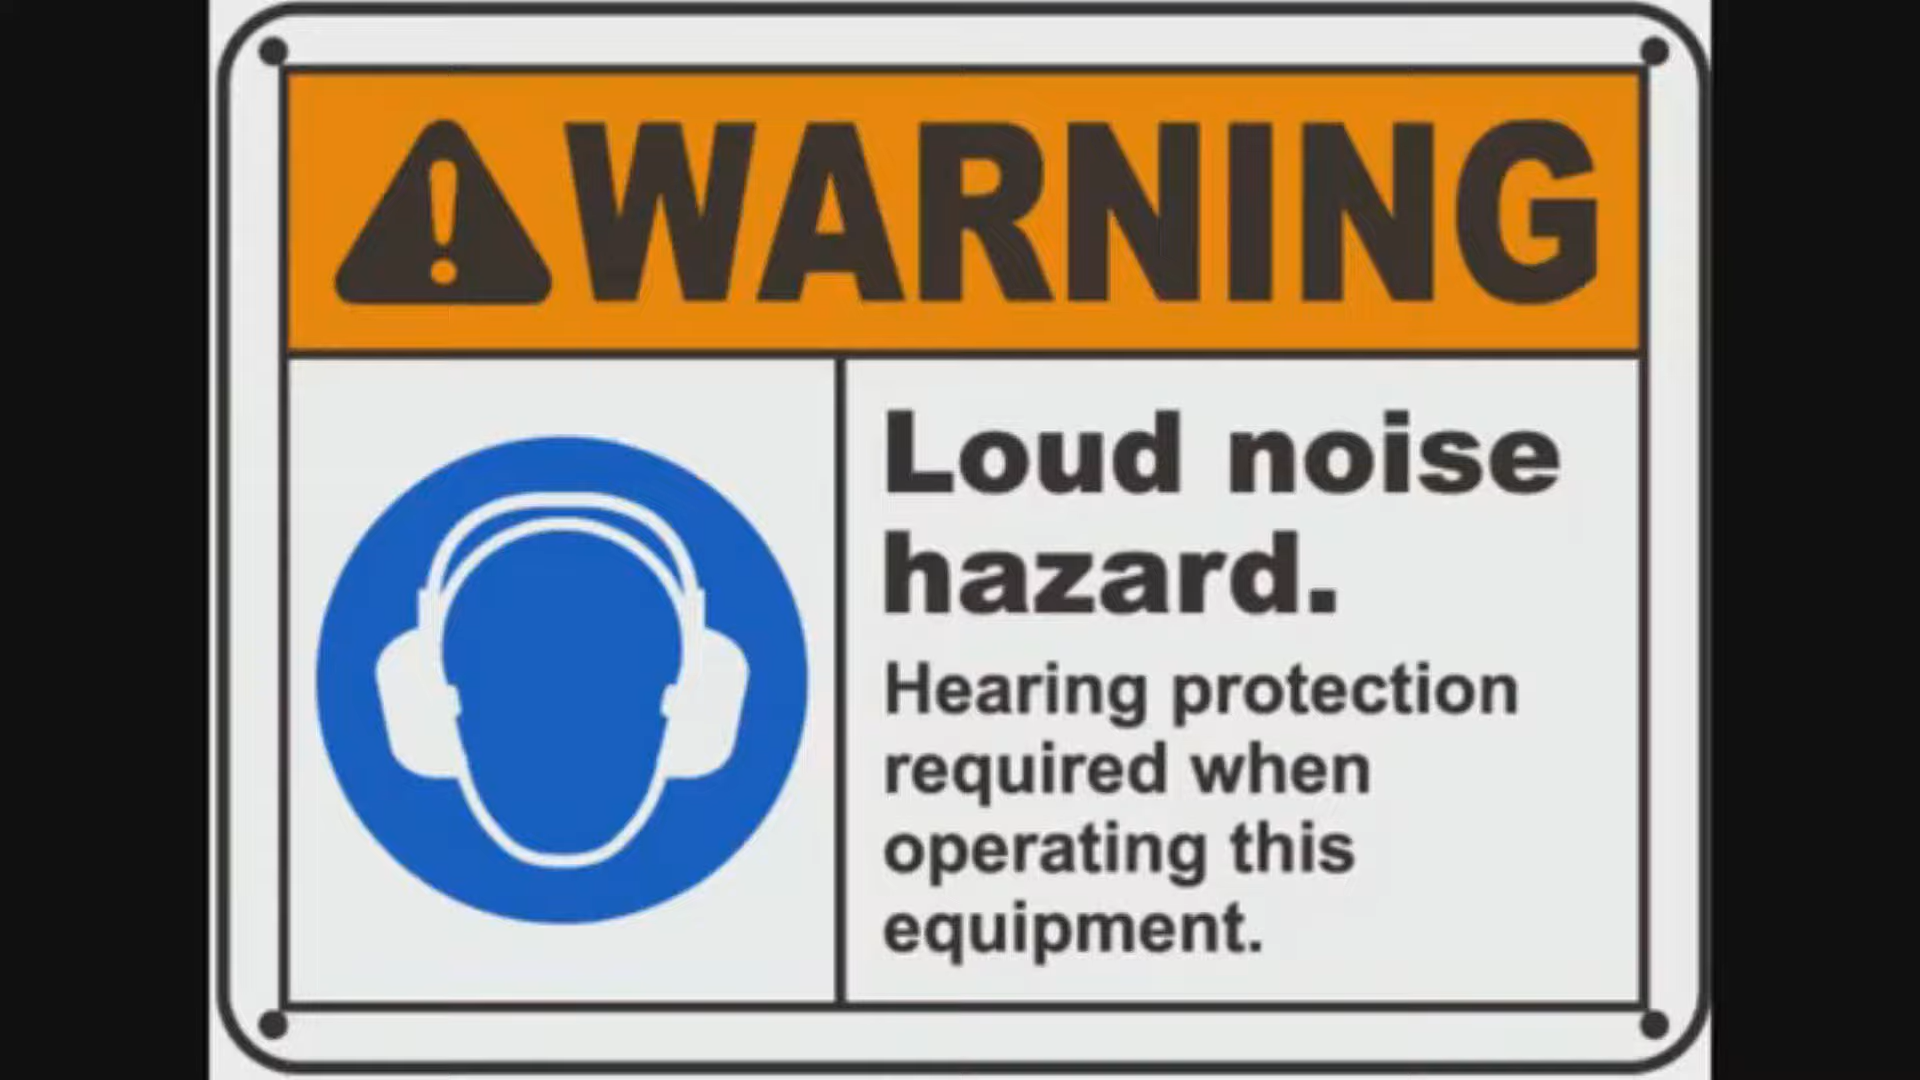 WARNING
Loud noise
hazard.
Hearing protection
required when
operating this
equipment.